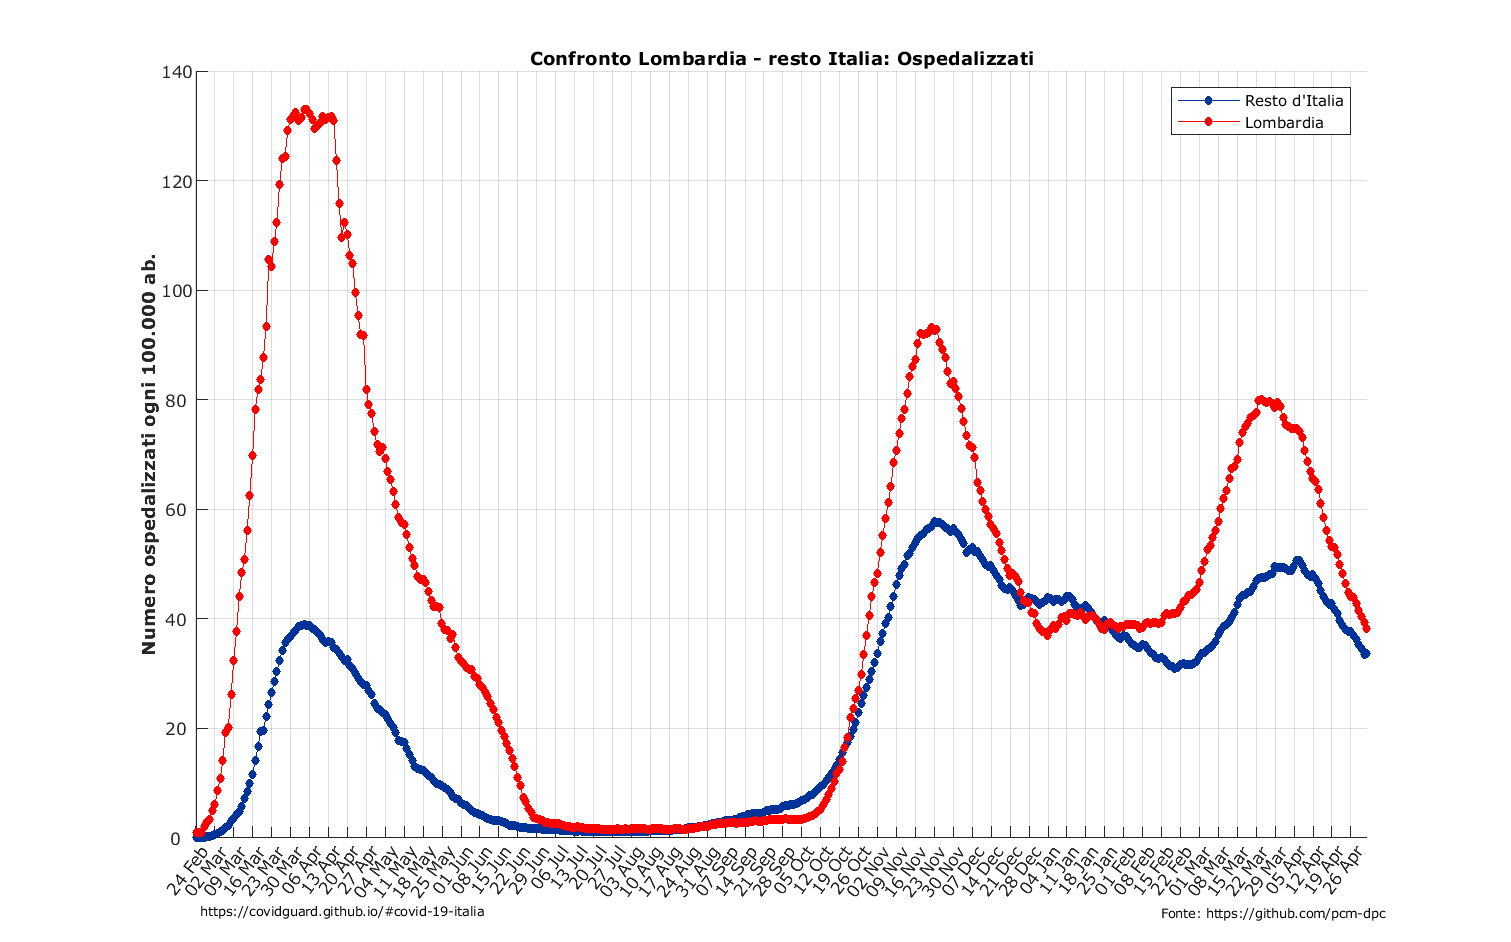 Confronto Lombardia - resto Italia: Ospedalizzati
Resto d'Italia
Lombardia
Numero ospedalizzati ogni 100.000 ab.
140
120
100
80
60
40
20
0
24 Feb
02 Mar
09 Mar
16 Mar
23 Mar
30 Mar
06 Apr
13 Apr
20 Apr
27 Apr
04 May
11 May
18 May
25 May
01 Jun
08 Jun
15 Jun
22 Jun
29 Jun
06 Jul
13 Jul
20 Jul
27 Jul
03 Aug
10 Aug
17 Aug
24 Aug
31 Aug
07 Sep
14 Sep
21 Sep
28 Sep
05 Oct
12 Oct
19 Oct
26 Oct
02 Nov
09 Nov
16 Nov
23 Nov
30 Nov
07 Dec
14 Dec
21 Dec
28 Dec
04 Jan
11 Jan
18 Jan
25 Jan
01 Feb
08 Feb
15 Feb
22 Feb
01 Mar
08 Mar
15 Mar
22 Mar
29 Mar
05 Apr
12 Apr
19 Apr
26 Apr
https://covidguard.github.io/#covid-19-italia
Fonte: https://github.com/pcm-dpc